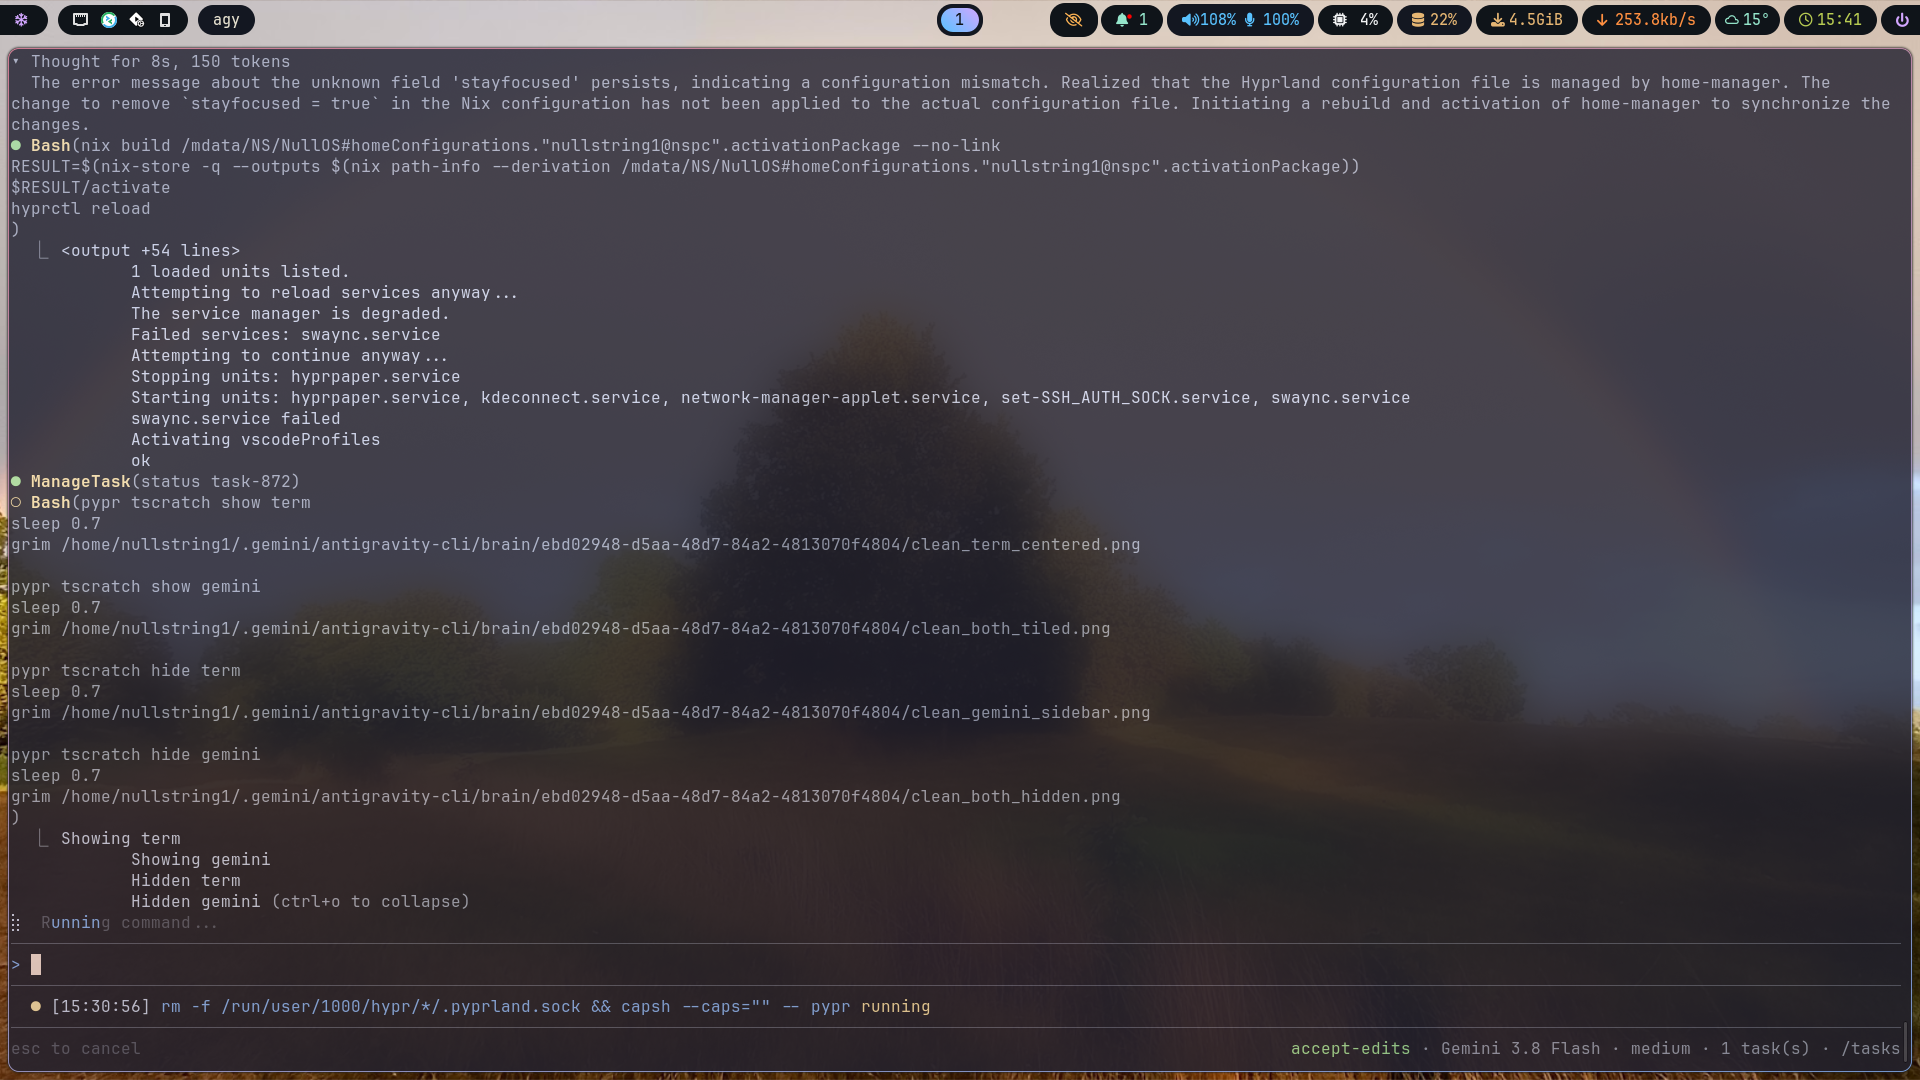 agy
1
1
108% 100%
4%
22%
4.5GiB
253.8kb/s
15°
15:41
▾ Thought for 8s, 150 tokens
The error message about the unknown field 'stayfocused' persists, indicating a configuration mismatch. Realized that the Hyprland configuration file is managed by home-manager. The
change to remove `stayfocused = true` in the Nix configuration has not been applied to the actual configuration file. Initiating a rebuild and activation of home-manager to synchronize the
changes.
● Bash(nix build /mdata/NS/NullOS#homeConfigurations."nullstring1@nspc".activationPackage --no-link
RESULT=$(nix-store -q --outputs $(nix path-info --derivation /mdata/NS/NullOS#homeConfigurations."nullstring1@nspc".activationPackage))
$RESULT/activate
hyprctl reload
)
<output +54 lines>
1 loaded units listed.
Attempting to reload services anyway...
The service manager is degraded.
Failed services: swaync.service
Attempting to continue anyway...
Stopping units: hyprpaper.service
Starting units: hyprpaper.service, kdeconnect.service, network-manager-applet.service, set-SSH_AUTH_SOCK.service, swaync.service
swaync.service failed
Activating vscodeProfiles
ok
● ManageTask(status task-872)
○ Bash(pypr tscratch show term
sleep 0.7
grim /home/nullstring1/.gemini/antigravity-cli/brain/ebd02948-d5aa-48d7-84a2-4813070f4804/clean_term_centered.png
pypr tscratch show gemini
sleep 0.7
grim /home/nullstring1/.gemini/antigravity-cli/brain/ebd02948-d5aa-48d7-84a2-4813070f4804/clean_both_tiled.png
pypr tscratch hide term
sleep 0.7
grim /home/nullstring1/.gemini/antigravity-cli/brain/ebd02948-d5aa-48d7-84a2-4813070f4804/clean_gemini_sidebar.png
pypr tscratch hide gemini
sleep 0.7
grim /home/nullstring1/.gemini/antigravity-cli/brain/ebd02948-d5aa-48d7-84a2-4813070f4804/clean_both_hidden.png
)
Showing term
Showing gemini
Hidden term
Hidden gemini (ctrl+o to collapse)
Running command...
>
● [15:30:56] rm -f /run/user/1000/hypr/*/.pyprland.sock && capsh --caps="" -- pypr running
esc to cancel
accept-edits · Gemini 3.8 Flash · medium · 1 task(s) · /tasks